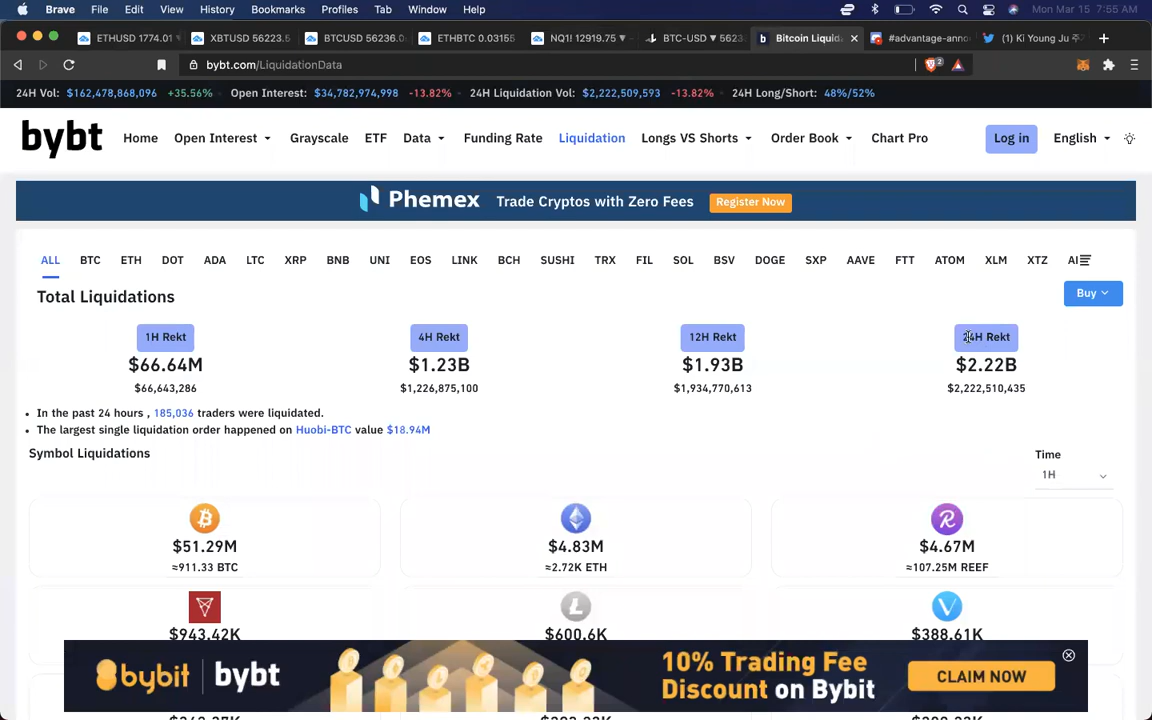 Brave File Edit View History Bookmarks Profiles Tab Window Help Mon Mar 15 7:55 AM
ETHUSD 1774.01 XBTUSD 56223.5 BTCUSD 56236.0 ETHBTC 0.03155 NQ1! 12919.75 ▼ BTC-USD ▼ 5623 Bitcoin Liquid #advantage-anno (1) Ki Young Ju
bybt.com/LiquidationData 2
24H Vol: $162,478,868,096 +35.56% Open Interest: $34,782,974,998 -13.82% 24H Liquidation Vol: $2,222,509,593 -13.82% 24H Long/Short: 48%/52%
bybt Home Open Interest Grayscale ETF Data Funding Rate Liquidation Longs VS Shorts Order Book Chart Pro Log in English
Phemex Trade Cryptos with Zero Fees Register Now
ALL BTC ETH DOT ADA LTC XRP BNB UNI EOS LINK BCH SUSHI TRX FIL SOL BSV DOGE SXP AAVE FTT ATOM XLM XTZ
Total Liquidations
Buy
1H Rekt 4H Rekt 12H Rekt 24H Rekt
$66.64M $1.23B $1.93B $2.22B
$66,643,286 $1,226,875,100 $1,934,770,613 $2,222,510,435
• In the past 24 hours , 185,036 traders were liquidated.
• The largest single liquidation order happened on Huobi-BTC value $18.94M
Symbol Liquidations
Time
1H
$51.29M $4.83M $4.67M
≈911.33 BTC ≈2.72K ETH ≈107.25M REEF
$943.42K $600.6K $388.61K
bybit | bybt
10% Trading Fee
Discount on Bybit
CLAIM NOW